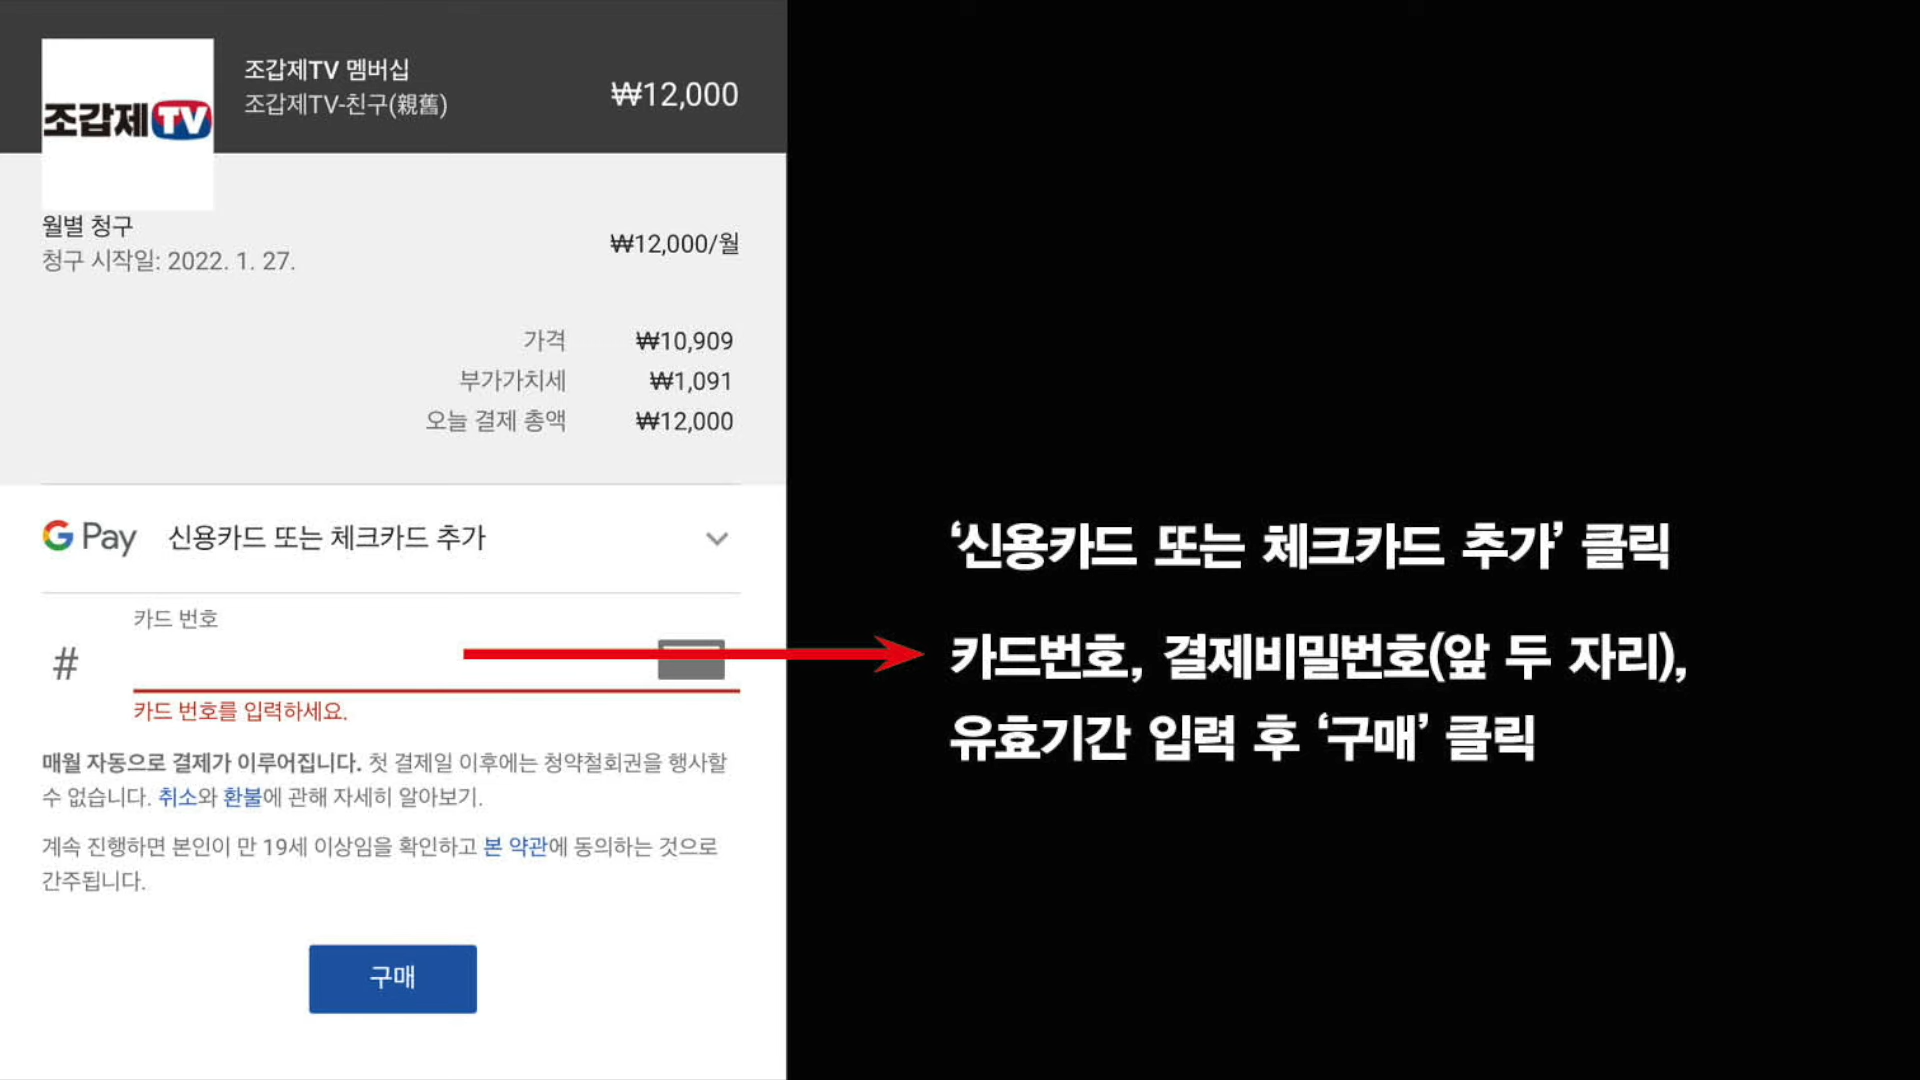 조갑제TV
조갑제TV 멤버십
조갑제TV-친구(親舊)
₩12,000
월별 청구
청구 시작일: 2022. 1. 27.
₩12,000/월
가격 ₩10,909
부가가치세 ₩1,091
오늘 결제 총액 ₩12,000
G Pay 신용카드 또는 체크카드 추가
카드 번호
#
카드 번호를 입력하세요.
매월 자동으로 결제가 이루어집니다. 첫 결제일 이후에는 청약철회권을 행사할
수 없습니다. 취소와 환불에 관해 자세히 알아보기.
계속 진행하면 본인이 만 19세 이상임을 확인하고 본 약관에 동의하는 것으로
간주됩니다.
구매
‘신용카드 또는 체크카드 추가’ 클릭
카드번호, 결제비밀번호(앞 두 자리),
유효기간 입력 후 ‘구매’ 클릭